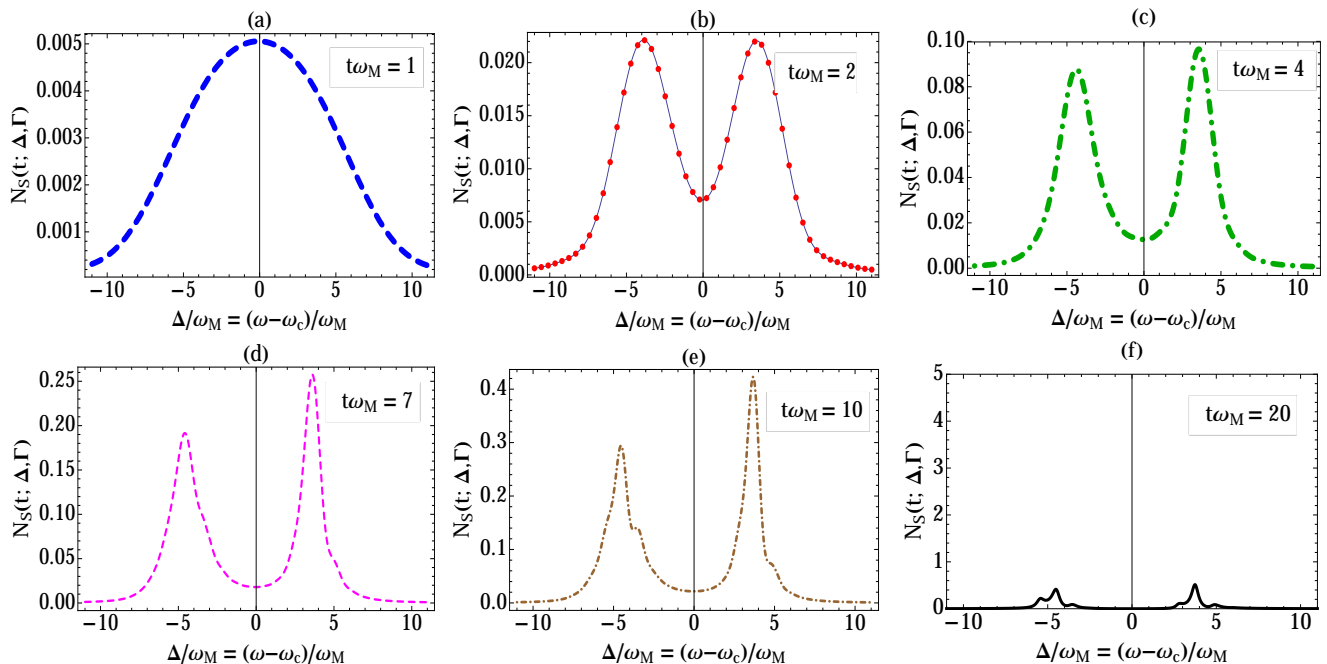 (a)
N_S(t; Δ,Γ)
0.005
0.004
0.003
0.002
0.001
tω_M = 1
−10 −5 0 5 10
Δ/ω_M = (ω−ω_c)/ω_M
(b)
N_S(t; Δ,Γ)
0.020
0.015
0.010
0.005
0.000
tω_M = 2
−10 −5 0 5 10
Δ/ω_M = (ω−ω_c)/ω_M
(c)
N_S(t; Δ,Γ)
0.10
0.08
0.06
0.04
0.02
0.00
tω_M = 4
−10 −5 0 5 10
Δ/ω_M = (ω−ω_c)/ω_M
(d)
N_S(t; Δ,Γ)
0.25
0.20
0.15
0.10
0.05
0.00
tω_M = 7
−10 −5 0 5 10
Δ/ω_M = (ω−ω_c)/ω_M
(e)
N_S(t; Δ,Γ)
0.4
0.3
0.2
0.1
0.0
tω_M = 10
−10 −5 0 5 10
Δ/ω_M = (ω−ω_c)/ω_M
(f)
N_S(t; Δ,Γ)
5
4
3
2
1
0
tω_M = 20
−10 −5 0 5 10
Δ/ω_M = (ω−ω_c)/ω_M